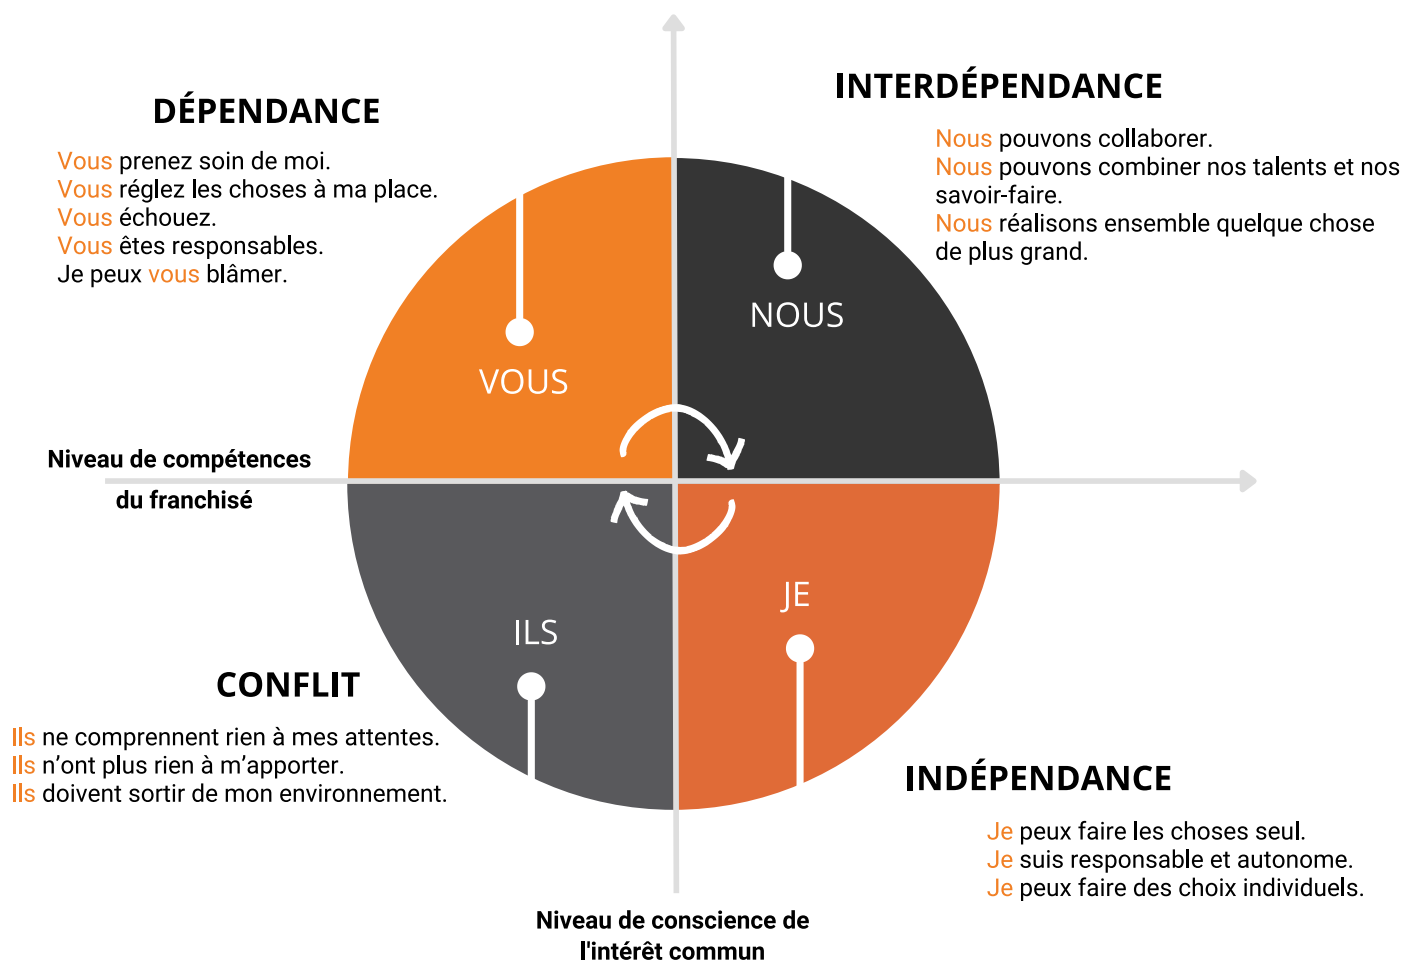 DÉPENDANCE
Vous prenez soin de moi.
Vous réglez les choses à ma place.
Vous échouez.
Vous êtes responsables.
Je peux vous blâmer.
INTERDÉPENDANCE
Nous pouvons collaborer.
Nous pouvons combiner nos talents et nos
savoir-faire.
Nous réalisons ensemble quelque chose
de plus grand.
VOUS
NOUS
Niveau de compétences
du franchisé
ILS
JE
CONFLIT
Ils ne comprennent rien à mes attentes.
Ils n’ont plus rien à m’apporter.
Ils doivent sortir de mon environnement.
INDÉPENDANCE
Je peux faire les choses seul.
Je suis responsable et autonome.
Je peux faire des choix individuels.
Niveau de conscience de
l'intérêt commun